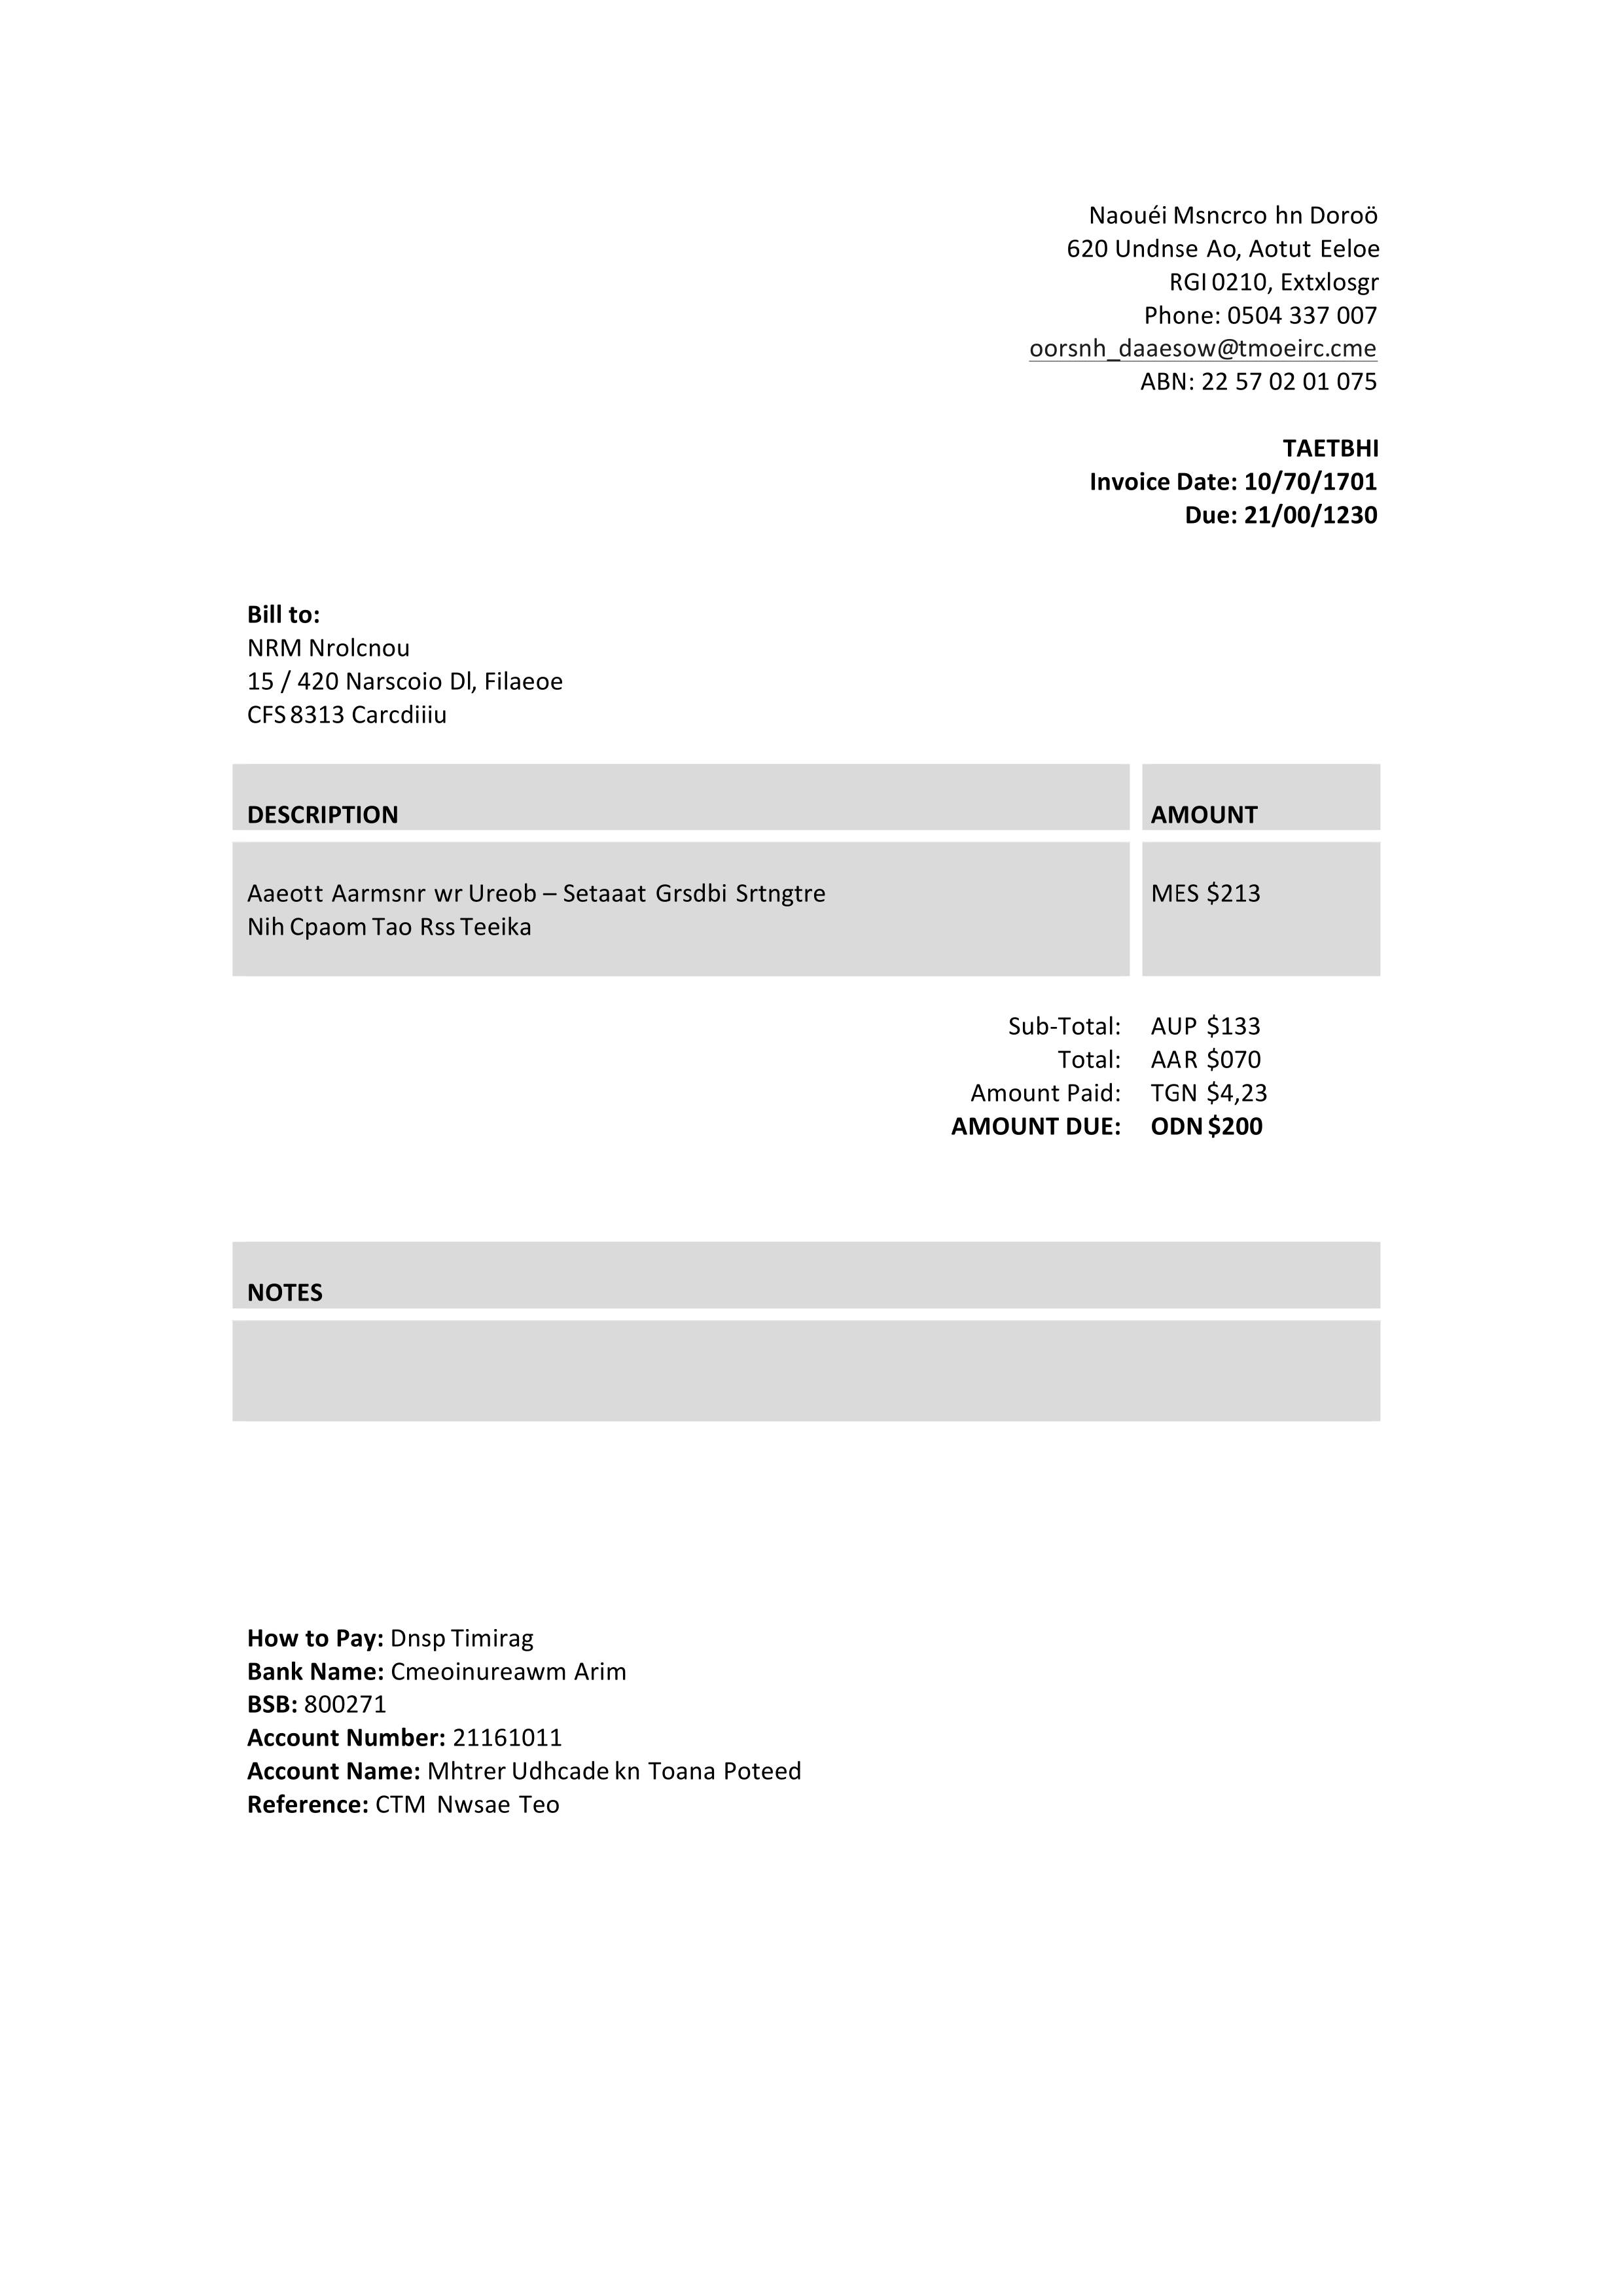 Naouéi Msncrco hn Doroö
620 Undnse Ao, Aotut Eeloe
RGI 0210, Extxlosgr
Phone: 0504 337 007
oorsnh_daaesow@tmoeirc.cme
ABN: 22 57 02 01 075
TAETBHI
Invoice Date: 10/70/1701
Due: 21/00/1230
Bill to:
NRM Nrolcnou
15 / 420 Narscoio Dl, Filaeoe
CFS 8313 Carcdiiiu
DESCRIPTION AMOUNT
Aaeott Aarmsnr wr Ureob – Setaaat Grsdbi Srtngtre MES $213
Nih Cpaom Tao Rss Teeika
Sub-Total: AUP $133
Total: AAR $070
Amount Paid: TGN $4,23
AMOUNT DUE: ODN $200
NOTES
How to Pay: Dnsp Timirag
Bank Name: Cmeoinureawm Arim
BSB: 800271
Account Number: 21161011
Account Name: Mhtrer Udhcade kn Toana Poteed
Reference: CTM Nwsae Teo